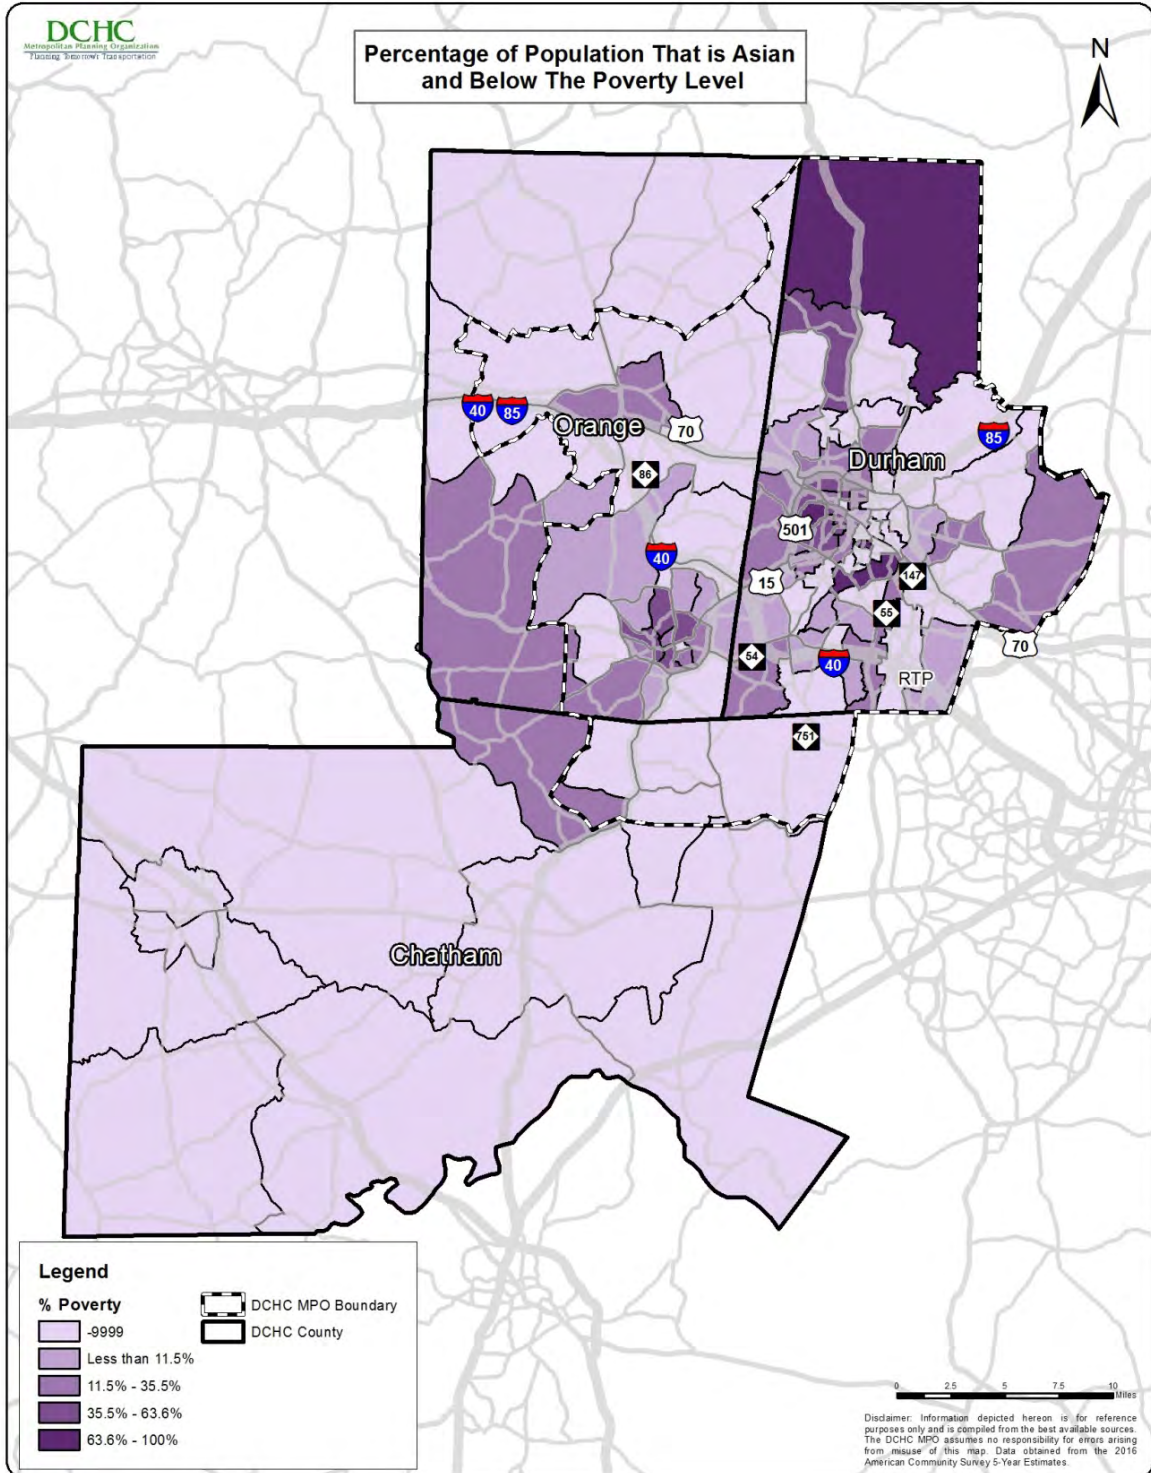 DCHC
Metropolitan Planning Organization
Planning Tomorrow's Transportation
Percentage of Population That is Asian
and Below The Poverty Level
N
40
85
Orange
70
86
85
Durham
501
40
15
147
55
54
40
70
RTP
751
Chatham
Legend
% Poverty
-9999
Less than 11.5%
11.5% - 35.5%
35.5% - 63.6%
63.6% - 100%
DCHC MPO Boundary
DCHC County
0 2.5 5 7.5 10
Miles
Disclaimer: Information depicted hereon is for reference
purposes only and is compiled from the best available sources.
The DCHC MPO assumes no responsibility for errors arising
from misuse of this map. Data obtained from the 2016
American Community Survey 5-Year Estimates.